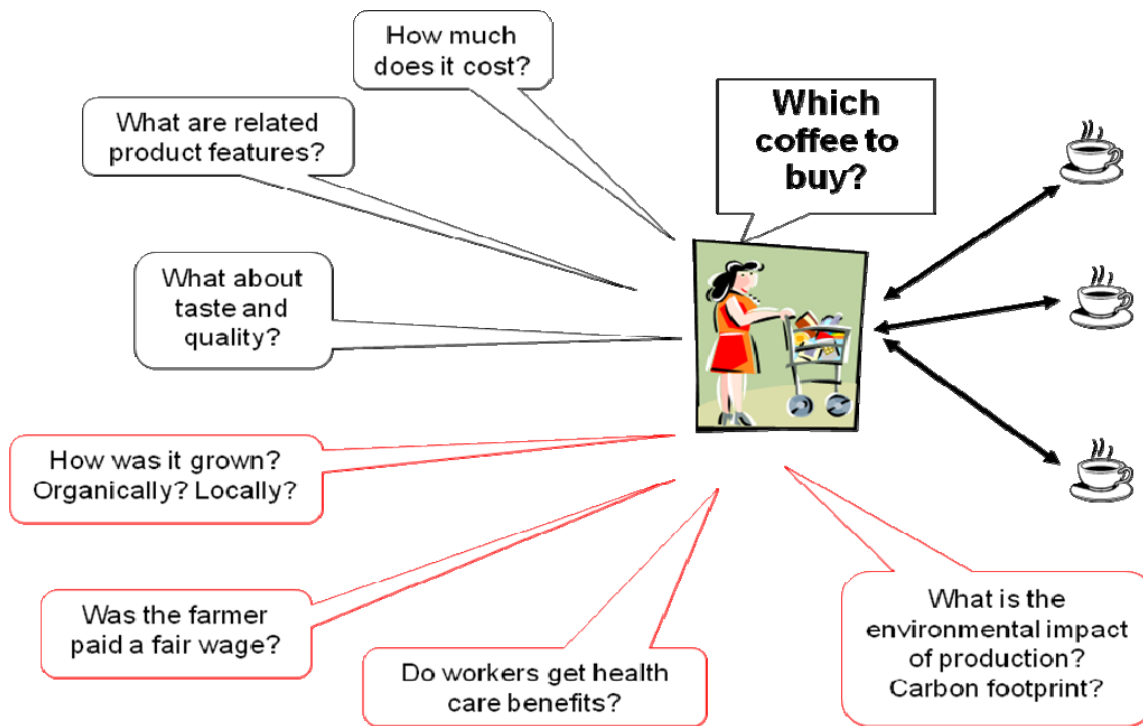 How much
does it cost?
Which
coffee to
buy?
What are related
product features?
What about
taste and
quality?
How was it grown?
Organically? Locally?
Was the farmer
paid a fair wage?
Do workers get health
care benefits?
What is the
environmental impact
of production?
Carbon footprint?